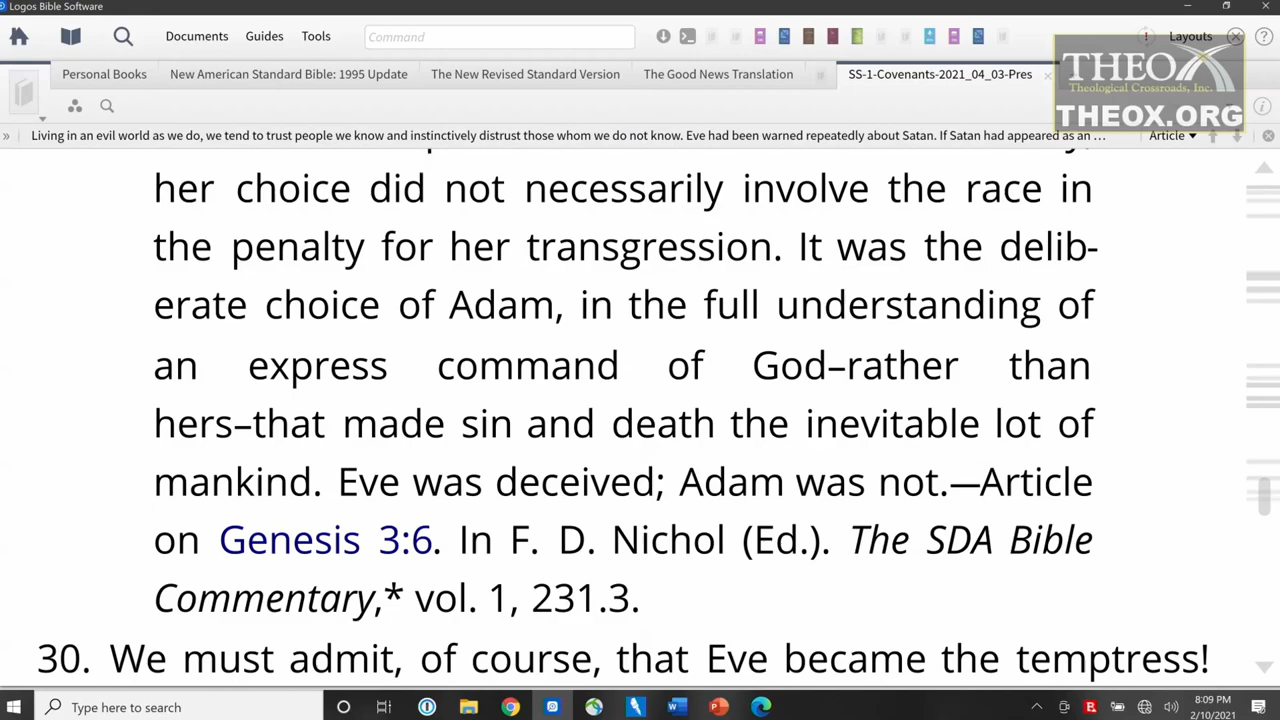 Logos Bible Software
Documents Guides Tools Command Layouts
Personal Books New American Standard Bible: 1995 Update The New Revised Standard Version The Good News Translation SS-1-Covenants-2021_04_03-Pres
THEOX
Theological Crossroads, Inc.
THEOX.ORG
» Living in an evil world as we do, we tend to trust people we know and instinctively distrust those whom we do not know. Eve had been warned repeatedly about Satan. If Satan had appeared as an … Article
her choice did not necessarily involve the race in
the penalty for her transgression. It was the delib-
erate choice of Adam, in the full understanding of
an express command of God–rather than
hers–that made sin and death the inevitable lot of
mankind. Eve was deceived; Adam was not.—Article
on Genesis 3:6. In F. D. Nichol (Ed.). The SDA Bible
Commentary,* vol. 1, 231.3.
30. We must admit, of course, that Eve became the temptress!
Type here to search
8:09 PM
2/10/2021